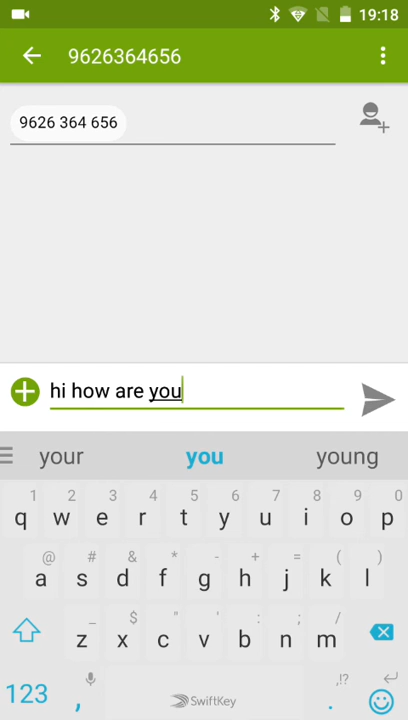 19:18
9626364656
9626 364 656
hi how are you
your you young
1 2 3 4 5 6 7 8 9 0
q w e r t y u i o p
@ # & * - + = ( )
a s d f g h j k l
_ $ " ' : ; /
z x c v b n m
,!?
123 , SwiftKey .